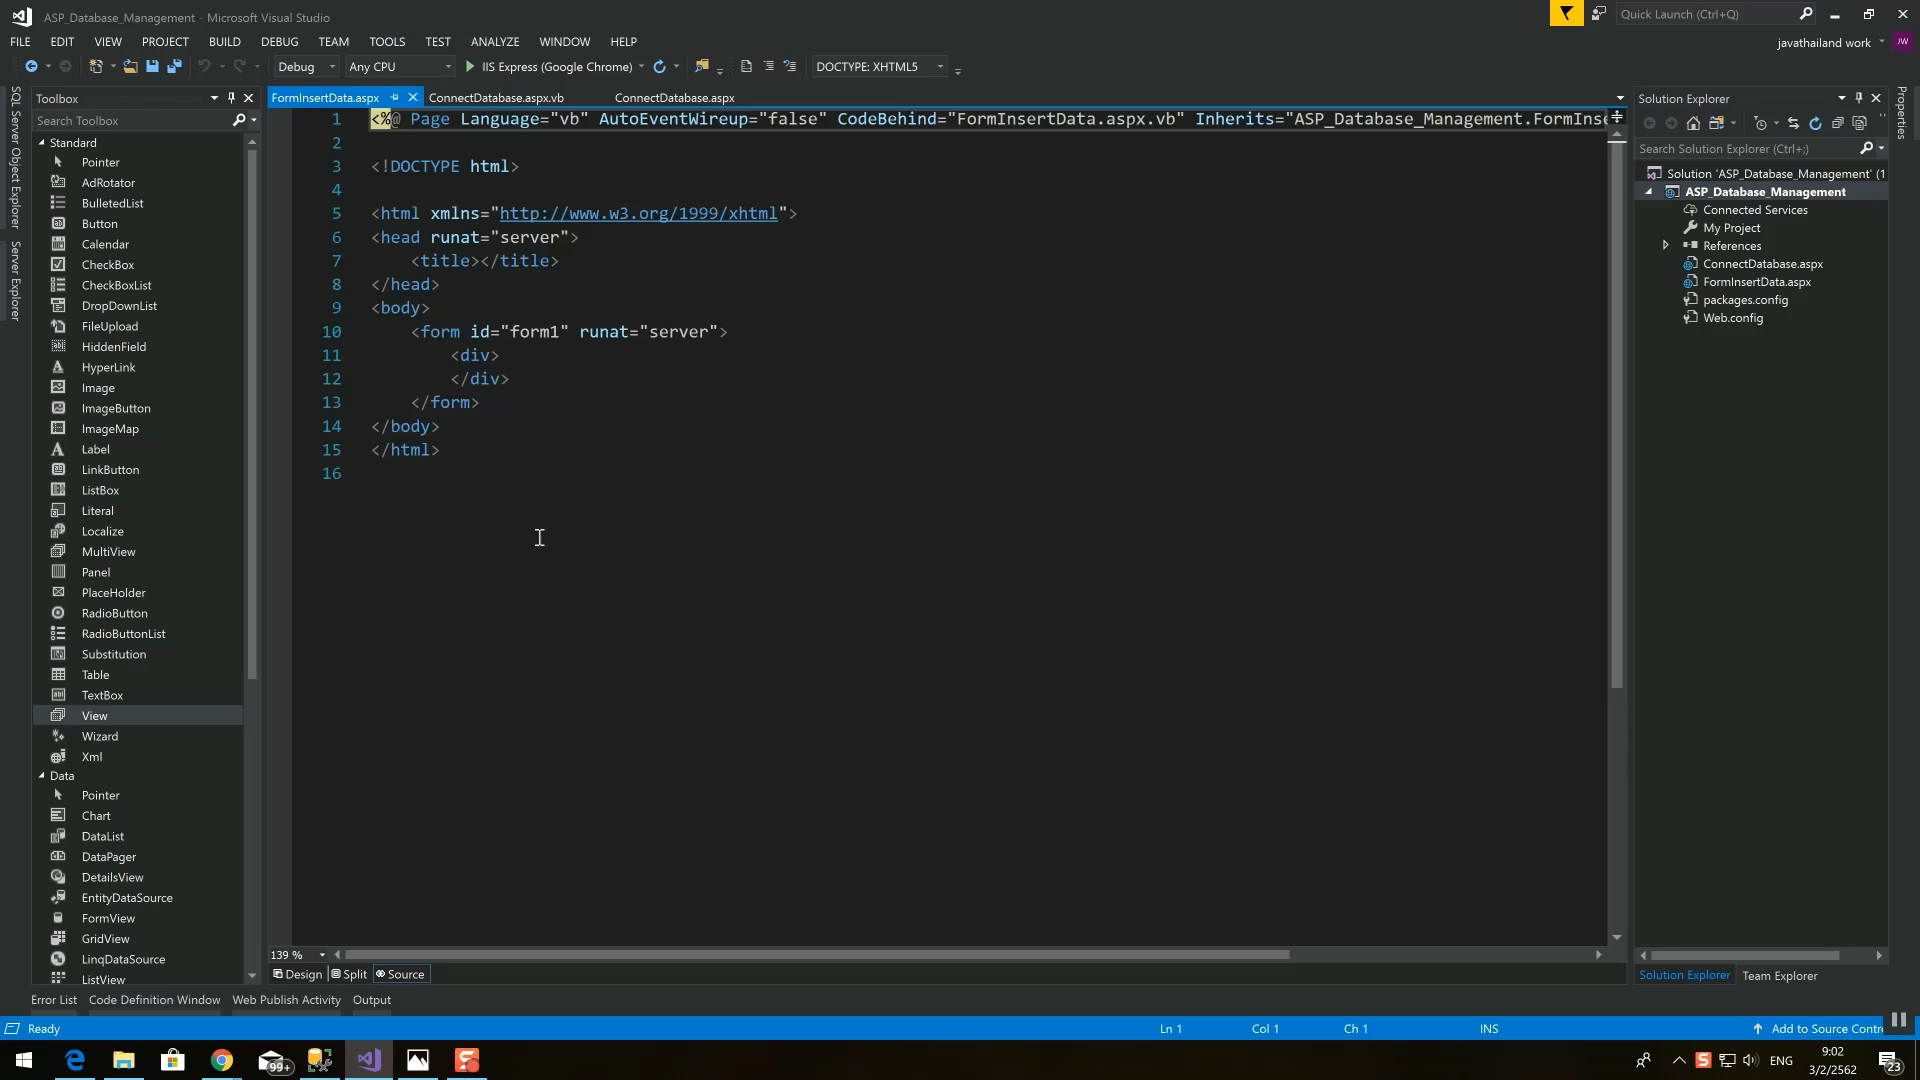 ASP_Database_Management - Microsoft Visual Studio
Quick Launch (Ctrl+Q)
FILE EDIT VIEW PROJECT BUILD DEBUG TEAM TOOLS TEST ANALYZE WINDOW HELP
javathailand work JW
Debug Any CPU IIS Express (Google Chrome) DOCTYPE: XHTML5
SQL Server Object Explorer
Server Explorer
Toolbox
Search Toolbox
Standard
Pointer
AdRotator
BulletedList
Button
Calendar
CheckBox
CheckBoxList
DropDownList
FileUpload
HiddenField
HyperLink
Image
ImageButton
ImageMap
Label
LinkButton
ListBox
Literal
Localize
MultiView
Panel
PlaceHolder
RadioButton
RadioButtonList
Substitution
Table
TextBox
View
Wizard
Xml
Data
Pointer
Chart
DataList
DataPager
DetailsView
EntityDataSource
FormView
GridView
LinqDataSource
ListView
FormInsertData.aspx ConnectDatabase.aspx.vb ConnectDatabase.aspx
1 <%@ Page Language="vb" AutoEventWireup="false" CodeBehind="FormInsertData.aspx.vb" Inherits="ASP_Database_Management.FormInse
2
3 <!DOCTYPE html>
4
5 <html xmlns="http://www.w3.org/1999/xhtml">
6 <head runat="server">
7 <title></title>
8 </head>
9 <body>
10 <form id="form1" runat="server">
11 <div>
12 </div>
13 </form>
14 </body>
15 </html>
16
139 %
Design Split Source
Solution Explorer
Search Solution Explorer (Ctrl+;)
Solution 'ASP_Database_Management' (1
ASP_Database_Management
Connected Services
My Project
References
ConnectDatabase.aspx
FormInsertData.aspx
packages.config
Web.config
Solution Explorer Team Explorer
Properties
Error List Code Definition Window Web Publish Activity Output
Ready Ln 1 Col 1 Ch 1 INS Add to Source Contr
99+
ENG
9:02
3/2/2562
23